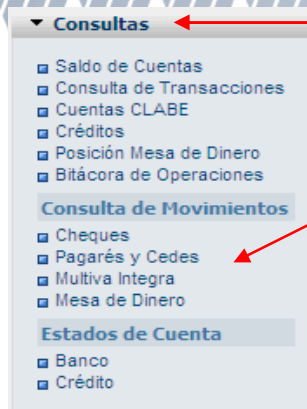 Consultas
Saldo de Cuentas
Consulta de Transacciones
Cuentas CLABE
Créditos
Posición Mesa de Dinero
Bitácora de Operaciones
Consulta de Movimientos
Cheques
Pagarés y Cedes
Multiva Integra
Mesa de Dinero
Estados de Cuenta
Banco
Crédito